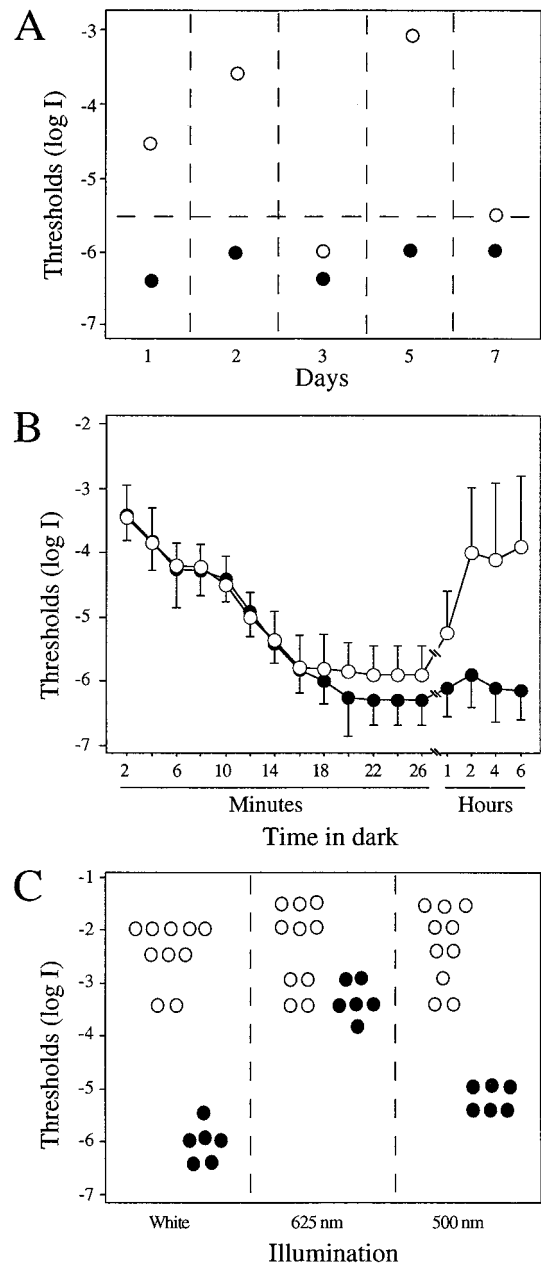 A
Thresholds (log I)
-3
-4
-5
-6
-7
1 2 3 5 7
Days
B
Thresholds (log I)
-2
-3
-4
-5
-6
-7
2 6 10 14 18 22 26 1 2 4 6
Minutes Hours
Time in dark
C
Thresholds (log I)
-1
-2
-3
-4
-5
-6
-7
White 625 nm 500 nm
Illumination